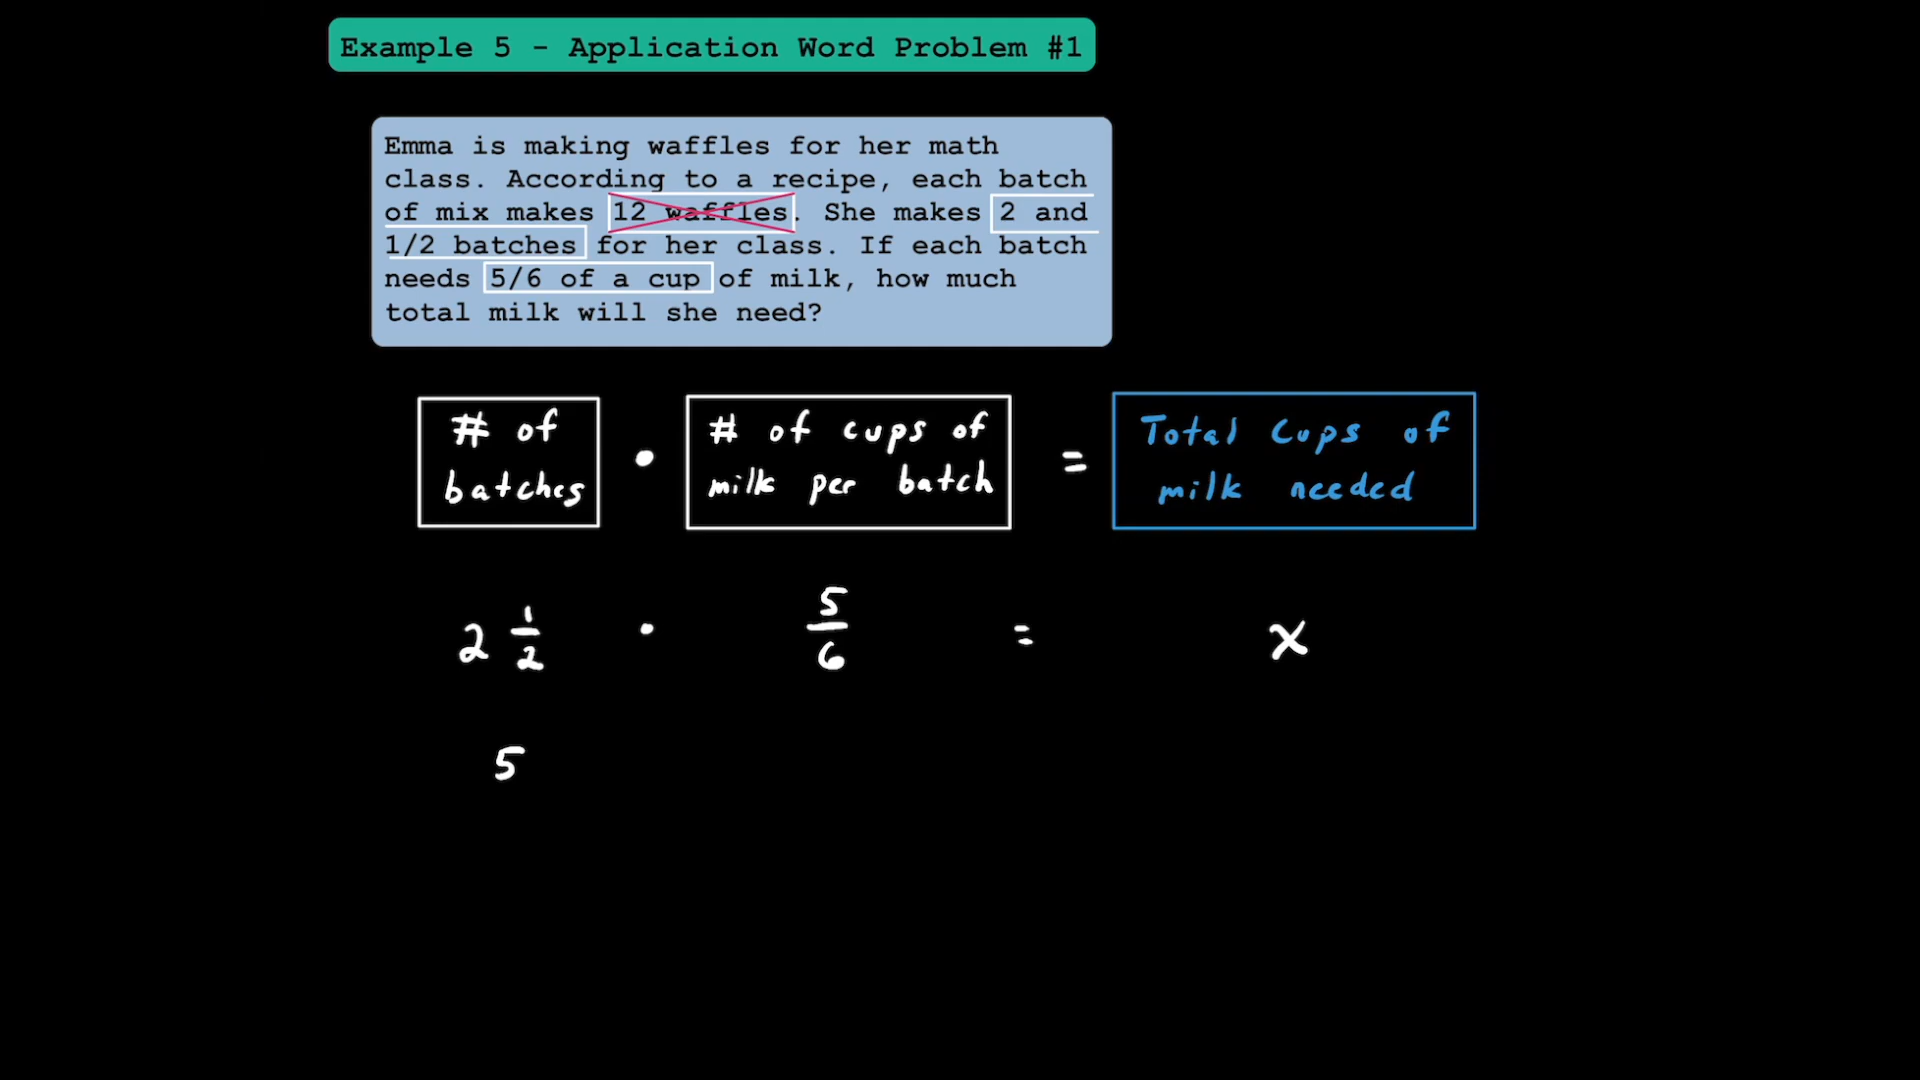 Example 5 - Application Word Problem #1
Emma is making waffles for her math
class. According to a recipe, each batch
of mix makes 12 waffles. She makes 2 and
1/2 batches for her class. If each batch
needs 5/6 of a cup of milk, how much
total milk will she need?
# of batches • # of cups of milk per batch = Total Cups of milk needed
2 1/2 • 5/6 = x
5